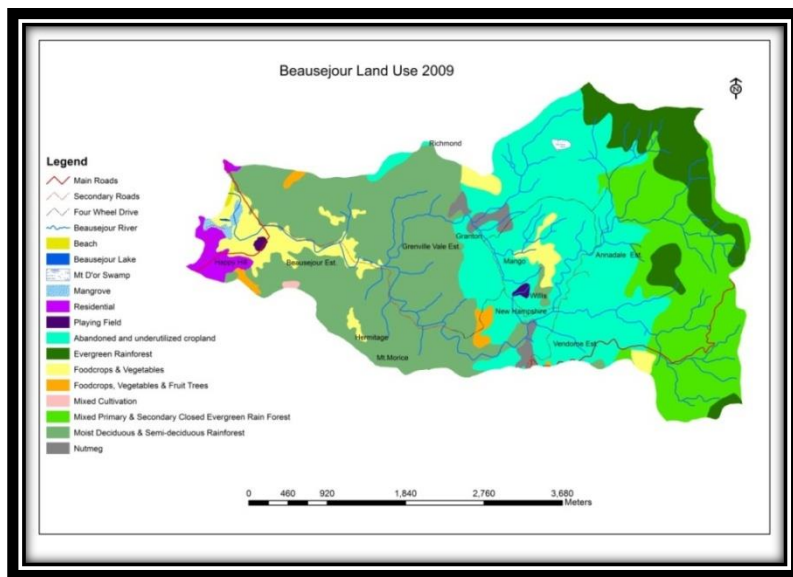 Beausejour Land Use 2009
N
Richmond
Legend
Main Roads
Secondary Roads
Four Wheel Drive
Beausejour River
Beach
Beausejour Lake
Mt D'or Swamp
Mangrove
Residential
Playing Field
Abandoned and underutilized cropland
Evergreen Rainforest
Foodcrops & Vegetables
Foodcrops, Vegetables & Fruit Trees
Mixed Cultivation
Mixed Primary & Secondary Closed Evergreen Rain Forest
Moist Deciduous & Semi-deciduous Rainforest
Nutmeg
Granton
Grenville Vale Est.
Mango
Annadale Est.
Happy Hill
Beausejour Est.
Willis
New Hampshire
Hermitage
Vendome Est.
Mt.Morice
0 460 920 1,840 2,760 3,680
Meters